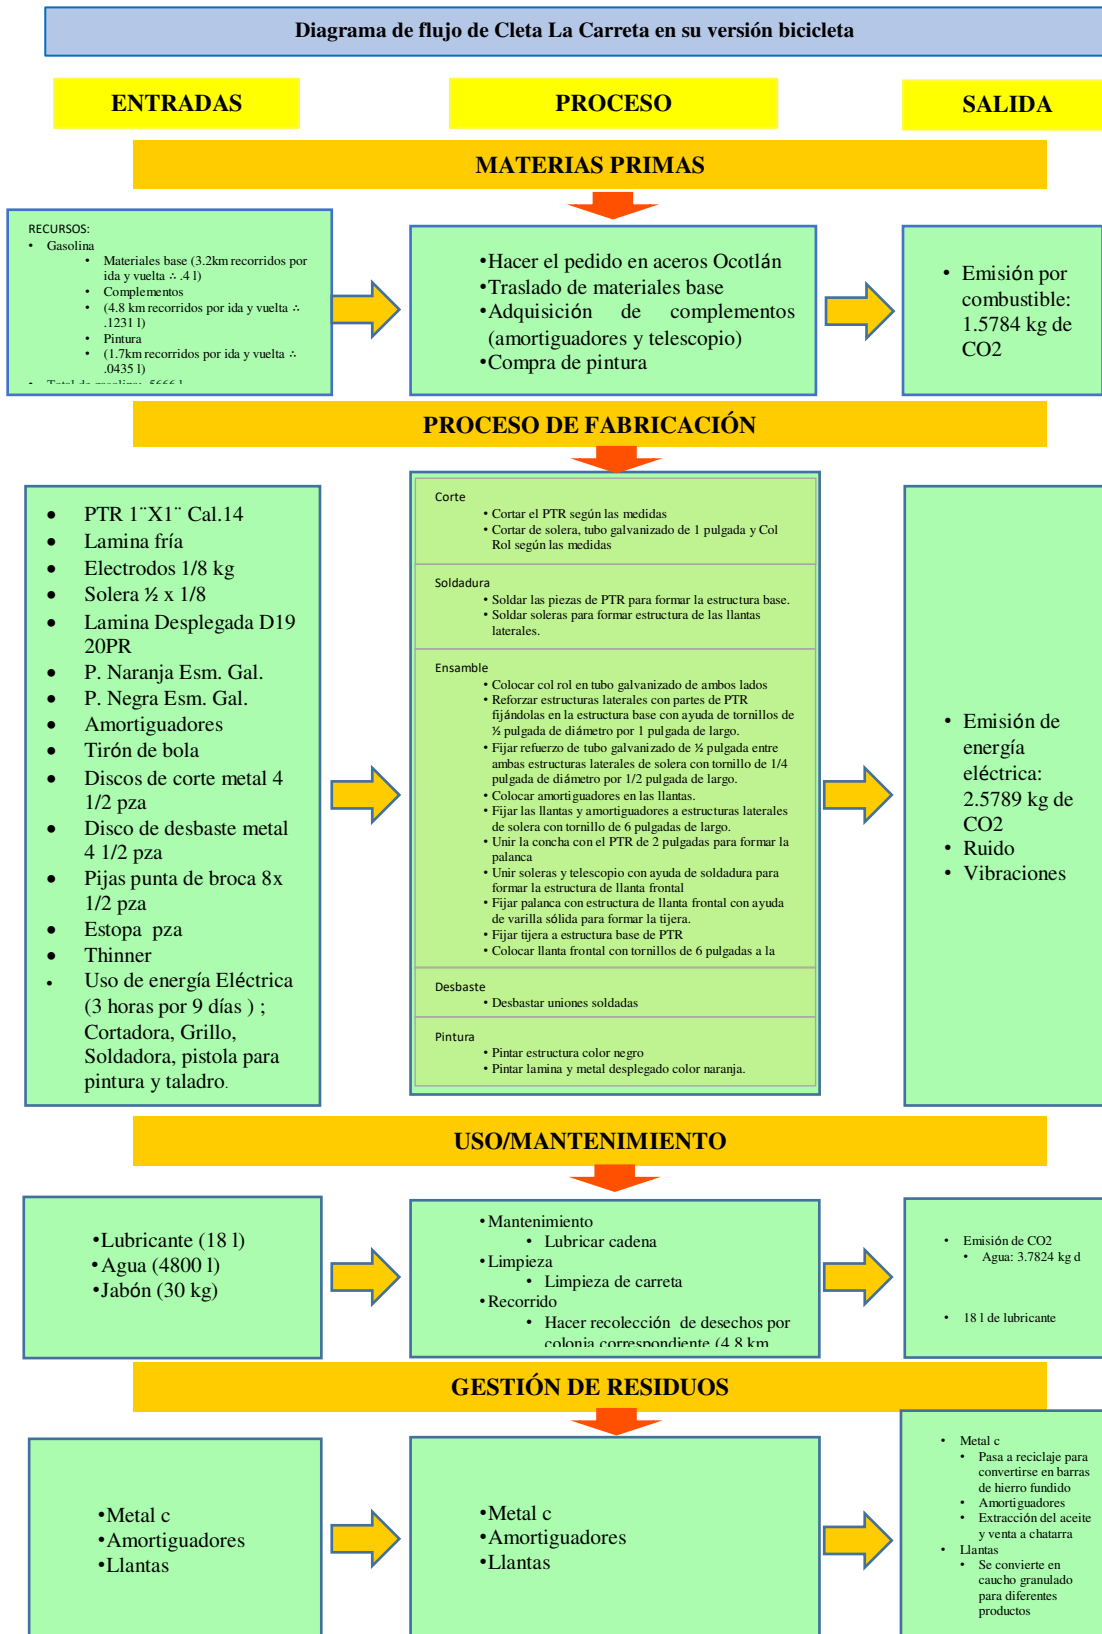 Diagrama de flujo de Cleta La Carreta en su versión bicicleta
ENTRADAS
PROCESO
SALIDA
MATERIAS PRIMAS
RECURSOS:
• Gasolina
• Materiales base (3.2km recorridos por
ida y vuelta ∴ .4 l)
• Complementos
• (4.8 km recorridos por ida y vuelta ∴
.1231 l)
• Pintura
• (1.7km recorridos por ida y vuelta ∴
.0435 l)
• Total de gasolina: .5666 l
•Hacer el pedido en aceros Ocotlán
•Traslado de materiales base
•Adquisición de complementos
(amortiguadores y telescopio)
•Compra de pintura
• Emisión por
combustible:
1.5784 kg de
CO2
PROCESO DE FABRICACIÓN
• PTR 1¨X1¨ Cal.14
• Lamina fría
• Electrodos 1/8 kg
• Solera ½ x 1/8
• Lamina Desplegada D19
20PR
• P. Naranja Esm. Gal.
• P. Negra Esm. Gal.
• Amortiguadores
• Tirón de bola
• Discos de corte metal 4
1/2 pza
• Disco de desbaste metal
4 1/2 pza
• Pijas punta de broca 8x
1/2 pza
• Estopa pza
• Thinner
• Uso de energía Eléctrica
(3 horas por 9 días ) ;
Cortadora, Grillo,
Soldadora, pistola para
pintura y taladro.
Corte
• Cortar el PTR según las medidas
• Cortar de solera, tubo galvanizado de 1 pulgada y Col
Rol según las medidas
Soldadura
• Soldar las piezas de PTR para formar la estructura base.
• Soldar soleras para formar estructura de las llantas
laterales.
Ensamble
• Colocar col rol en tubo galvanizado de ambos lados
• Reforzar estructuras laterales con partes de PTR
fijándolas en la estructura base con ayuda de tornillos de
½ pulgada de diámetro por 1 pulgada de largo.
• Fijar refuerzo de tubo galvanizado de ½ pulgada entre
ambas estructuras laterales de solera con tornillo de 1/4
pulgada de diámetro por 1/2 pulgada de largo.
• Colocar amortiguadores en las llantas.
• Fijar las llantas y amortiguadores a estructuras laterales
de solera con tornillo de 6 pulgadas de largo.
• Unir la concha con el PTR de 2 pulgadas para formar la
palanca
• Unir soleras y telescopio con ayuda de soldadura para
formar la estructura de llanta frontal
• Fijar palanca con estructura de llanta frontal con ayuda
de varilla sólida para formar la tijera.
• Fijar tijera a estructura base de PTR
• Colocar llanta frontal con tornillos de 6 pulgadas a la
Desbaste
• Desbastar uniones soldadas
Pintura
• Pintar estructura color negro
• Pintar lamina y metal desplegado color naranja.
• Emisión de
energía
eléctrica:
2.5789 kg de
CO2
• Ruido
• Vibraciones
USO/MANTENIMIENTO
•Lubricante (18 l)
•Agua (4800 l)
•Jabón (30 kg)
•Mantenimiento
• Lubricar cadena
•Limpieza
• Limpieza de carreta
•Recorrido
• Hacer recolección de desechos por
colonia correspondiente (4.8 km
• Emisión de CO2
• Agua: 3.7824 kg d
• 18 l de lubricante
GESTIÓN DE RESIDUOS
•Metal c
•Amortiguadores
•Llantas
•Metal c
•Amortiguadores
•Llantas
• Metal c
• Pasa a reciclaje para
convertirse en barras
de hierro fundido
• Amortiguadores
• Extracción del aceite
y venta a chatarra
• Llantas
• Se convierte en
caucho granulado
para diferentes
productos